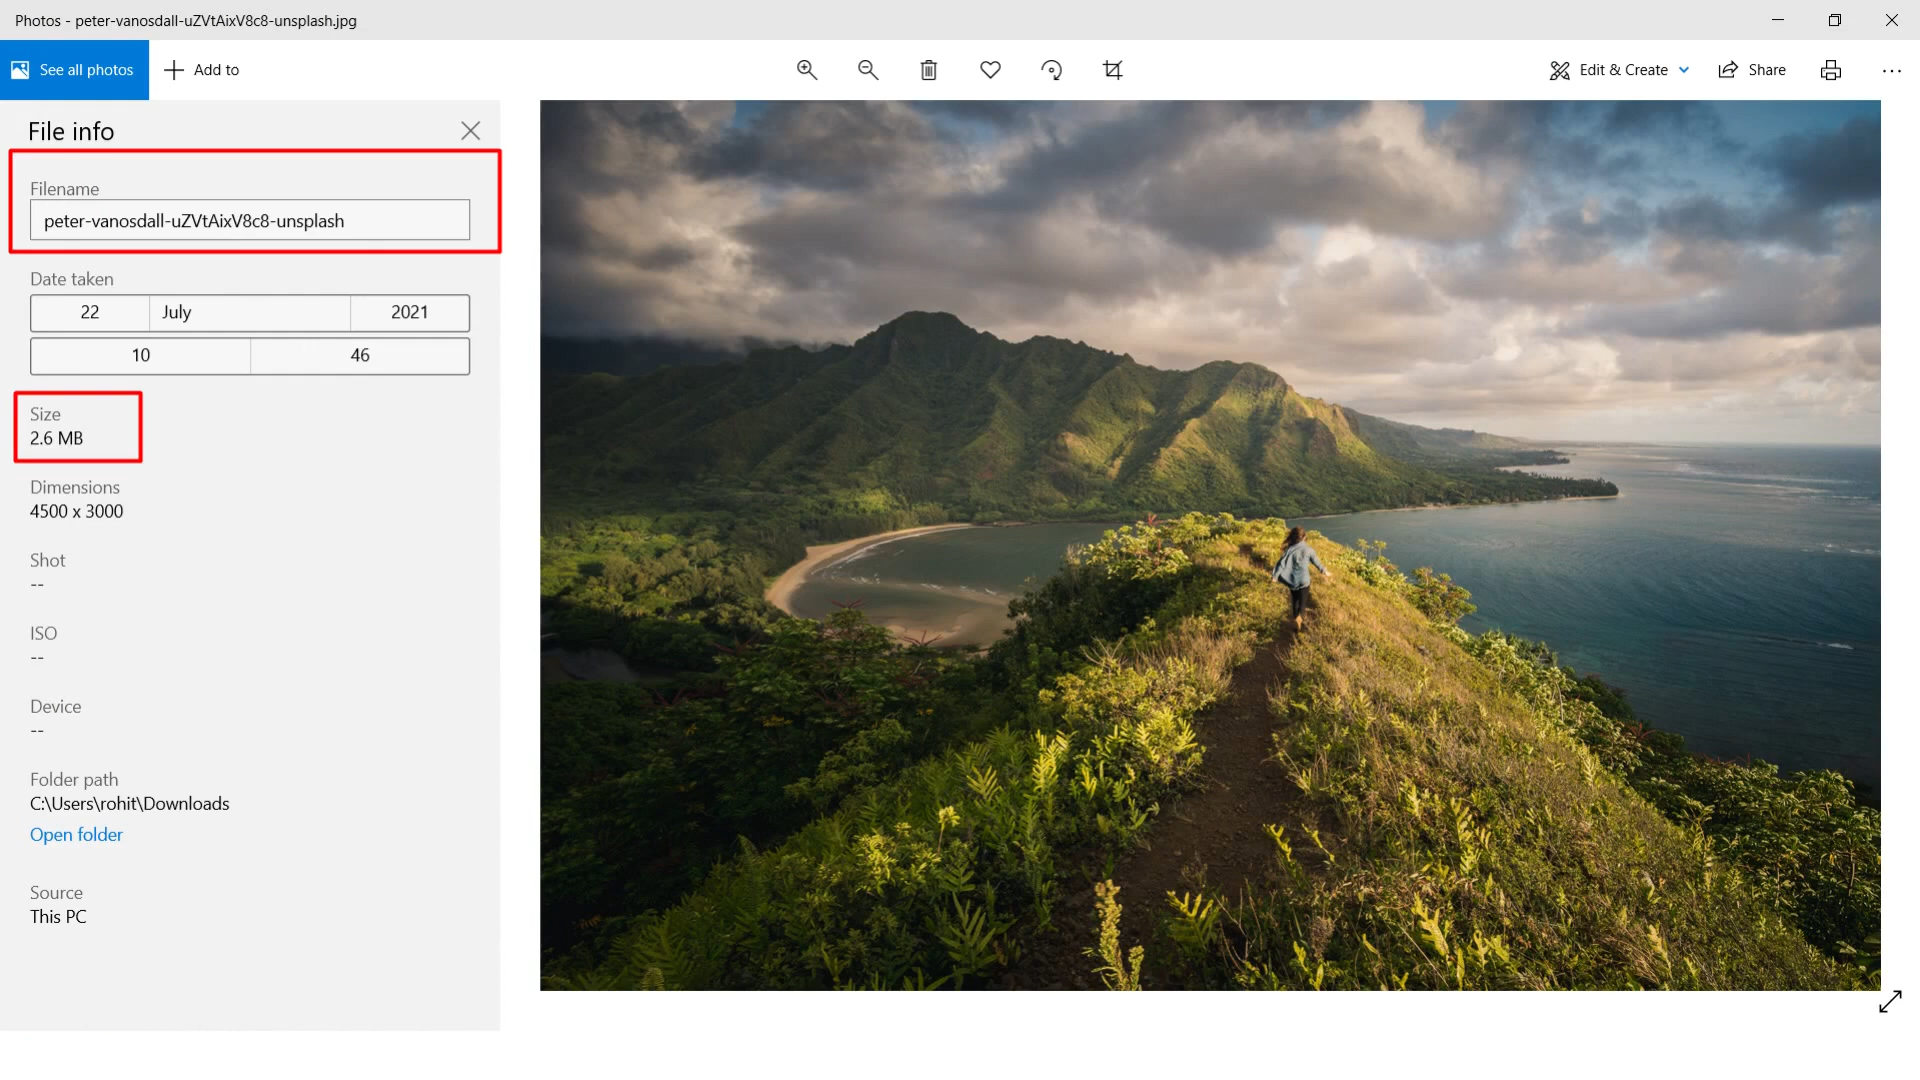 Photos - peter-vanosdall-uZVtAixV8c8-unsplash.jpg
See all photos
Add to
Edit & Create
Share
File info
Filename
peter-vanosdall-uZVtAixV8c8-unsplash
Date taken
22 July 2021
10 46
Size
2.6 MB
Dimensions
4500 x 3000
Shot
--
ISO
--
Device
--
Folder path
C:\Users\rohit\Downloads
Open folder
Source
This PC